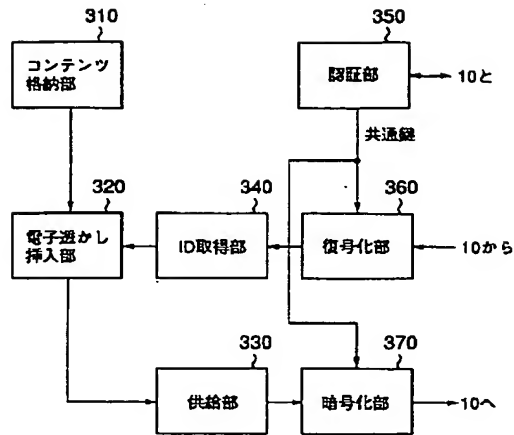 310
コンテンツ
格納部
350
認証部
10と
共通鍵
320
電子透かし
挿入部
340
ID取得部
360
復号化部
10から
330
供給部
370
暗号化部
10へ